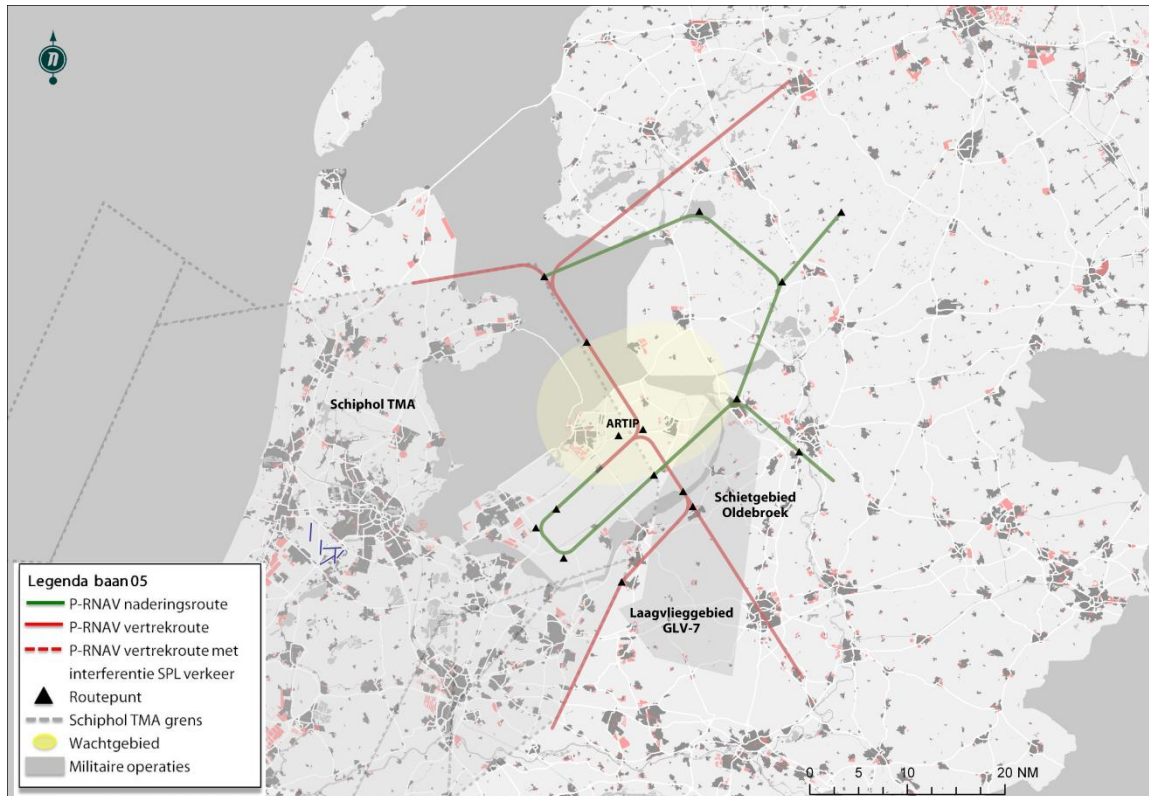 n
Schiphol TMA
ARTIP
Schietgebied
Oldebroek
Laagvlieggebied
GLV-7
Legenda baan 05
P-RNAV naderingsroute
P-RNAV vertrekroute
P-RNAV vertrekroute met
interferentie SPL verkeer
Routepunt
Schiphol TMA grens
Wachtgebied
Militaire operaties
0 5 10 20 NM